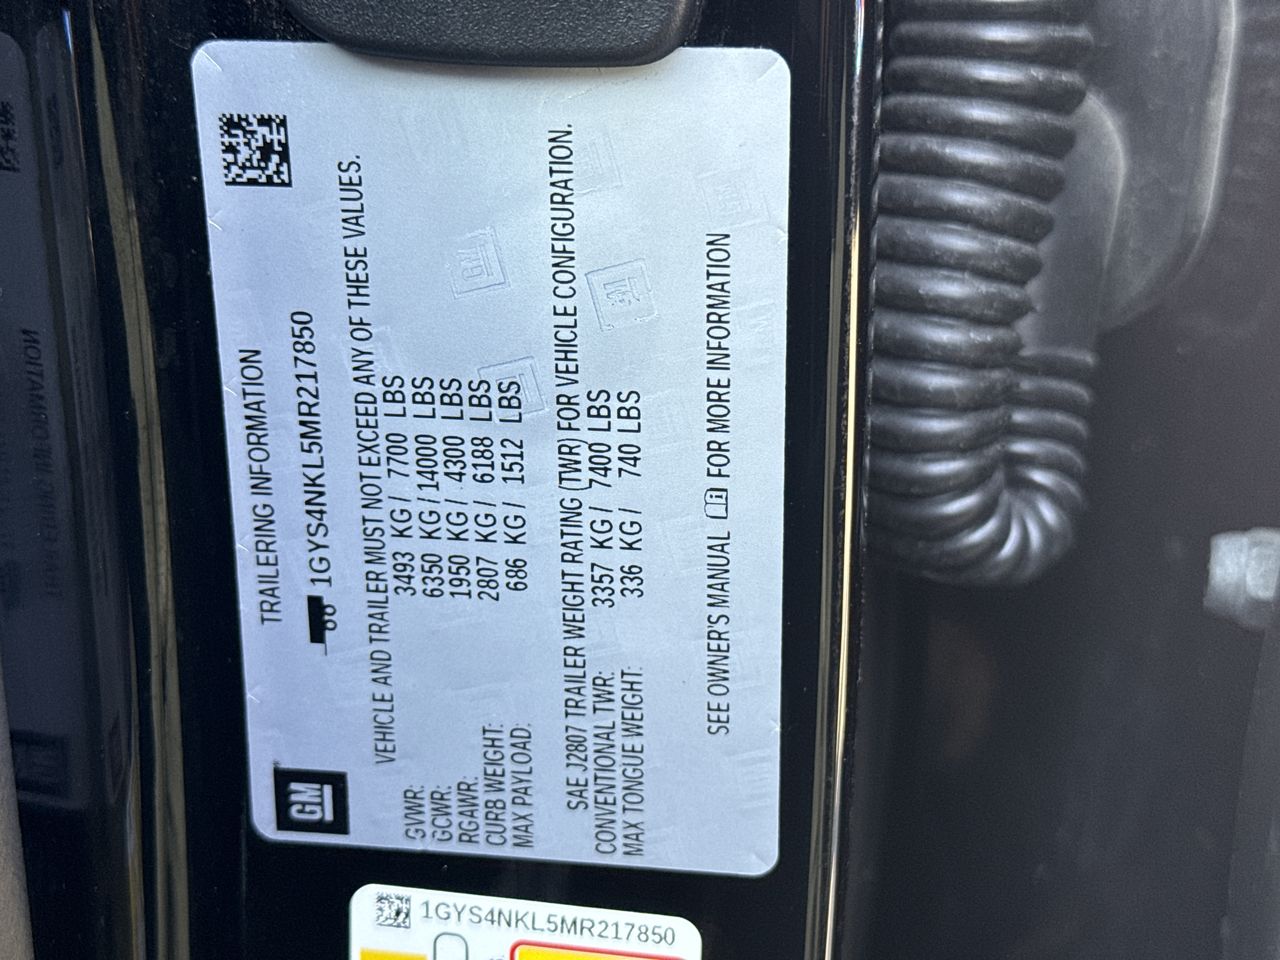 GM
TRAILERING INFORMATION
1GYS4NKL5MR217850
VEHICLE AND TRAILER MUST NOT EXCEED ANY OF THESE VALUES.
GVWR: 3493 KG / 7700 LBS
GCWR: 6350 KG / 14000 LBS
RGAWR: 1950 KG / 4300 LBS
CURB WEIGHT: 2807 KG / 6188 LBS
MAX PAYLOAD: 686 KG / 1512 LBS
SAE J2807 TRAILER WEIGHT RATING (TWR) FOR VEHICLE CONFIGURATION.
CONVENTIONAL TWR: 3357 KG / 7400 LBS
MAX TONGUE WEIGHT: 336 KG / 740 LBS
SEE OWNER'S MANUAL FOR MORE INFORMATION
1GYS4NKL5MR217850